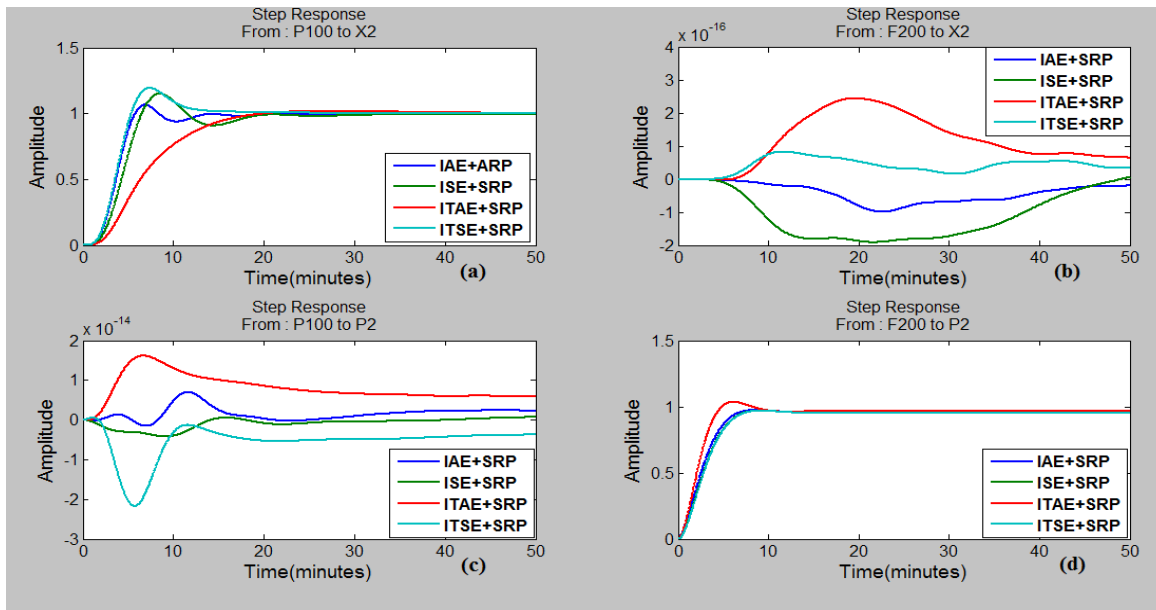 Step Response
From : P100 to X2
1.5
1
0.5
0
Amplitude
IAE+ARP
ISE+SRP
ITAE+SRP
ITSE+SRP
0 10 20 30 40 50
Time(minutes)
(a)
Step Response
From : F200 to X2
x 10^-16
4
3
2
1
0
-1
-2
Amplitude
IAE+SRP
ISE+SRP
ITAE+SRP
ITSE+SRP
0 10 20 30 40 50
Time(minutes)
(b)
Step Response
From : P100 to P2
x 10^-14
2
1
0
-1
-2
-3
Amplitude
IAE+SRP
ISE+SRP
ITAE+SRP
ITSE+SRP
0 10 20 30 40 50
Time(minutes)
(c)
Step Response
From : F200 to P2
1.5
1
0.5
0
Amplitude
IAE+SRP
ISE+SRP
ITAE+SRP
ITSE+SRP
0 10 20 30 40 50
Time(minutes)
(d)